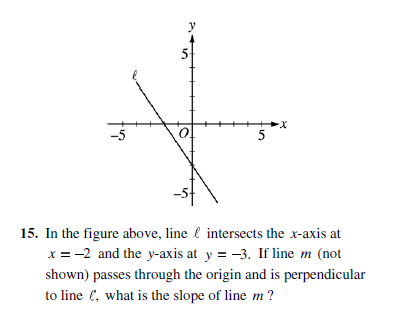 y
5
ℓ
x
-5
O
5
-5
15. In the figure above, line ℓ intersects the x-axis at
x = -2 and the y-axis at y = -3. If line m (not
shown) passes through the origin and is perpendicular
to line ℓ, what is the slope of line m ?